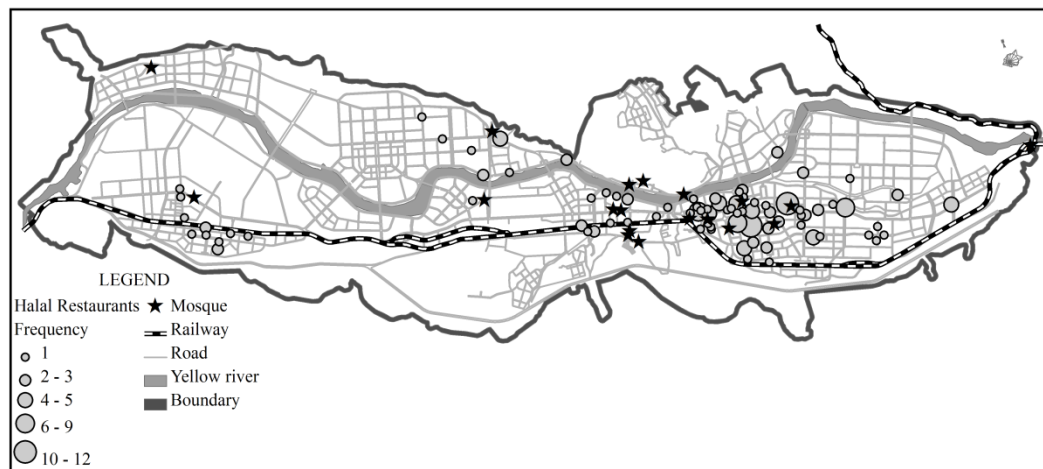 LEGEND
Halal Restaurants ★ Mosque
Frequency
Railway
1
Road
2 - 3
4 - 5
Yellow river
6 - 9
Boundary
10 - 12